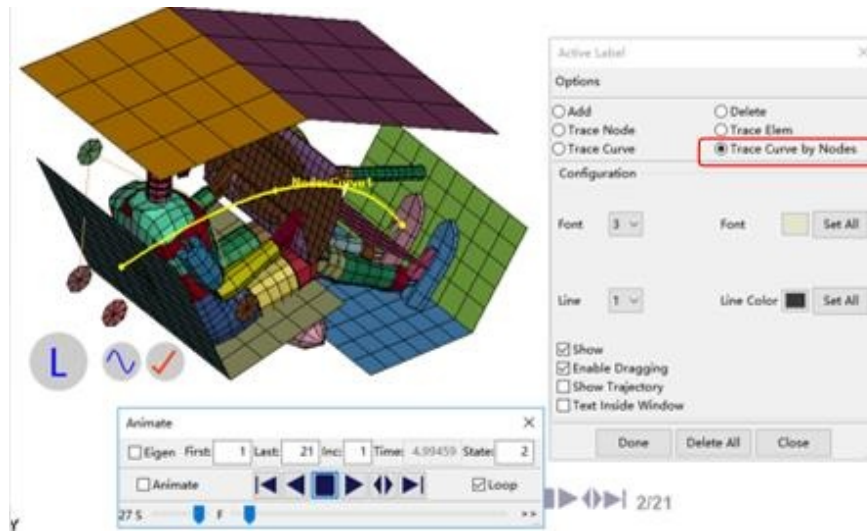 NodesCurve1
L
Y
Active Label
Options
Add Delete
Trace Node Trace Elem
Trace Curve Trace Curve by Nodes
Configuration
Font 3 Font Set All
Line 1 Line Color Set All
Show
Enable Dragging
Show Trajectory
Text Inside Window
Done Delete All Close
Animate
Eigen First: 1 Last: 21 Inc: 1 Time: 4.99459 State: 2
Animate Loop
27 S F >>
2/21